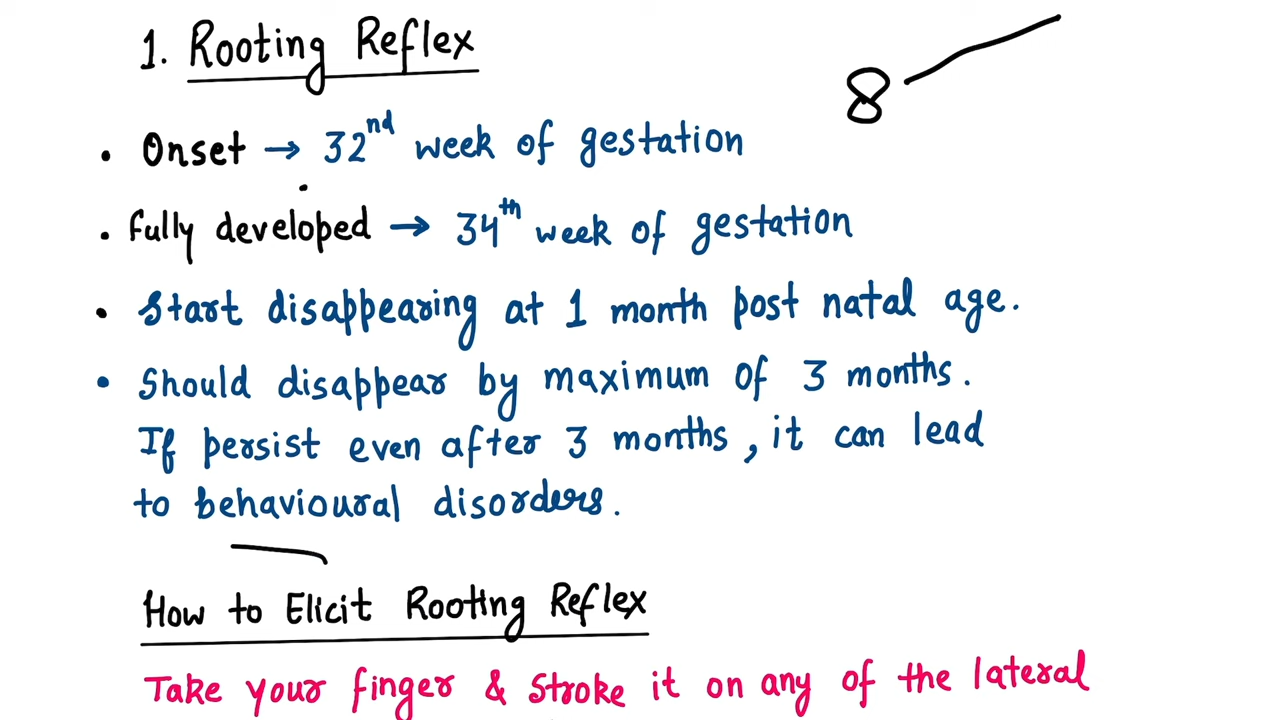 1. Rooting Reflex
8
• Onset → 32nd week of gestation
• fully developed → 34th week of gestation
• Start disappearing at 1 month post natal age.
• Should disappear by maximum of 3 months.
If persist even after 3 months, it can lead
to behavioural disorders.
How to Elicit Rooting Reflex
Take your finger & stroke it on any of the lateral